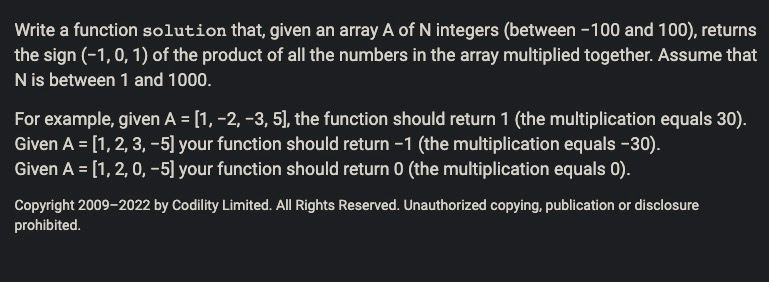 Write a function solution that, given an array A of N integers (between −100 and 100), returns
the sign (−1, 0, 1) of the product of all the numbers in the array multiplied together. Assume that
N is between 1 and 1000.
For example, given A = [1, −2, −3, 5], the function should return 1 (the multiplication equals 30).
Given A = [1, 2, 3, −5] your function should return −1 (the multiplication equals −30).
Given A = [1, 2, 0, −5] your function should return 0 (the multiplication equals 0).
Copyright 2009–2022 by Codility Limited. All Rights Reserved. Unauthorized copying, publication or disclosure
prohibited.